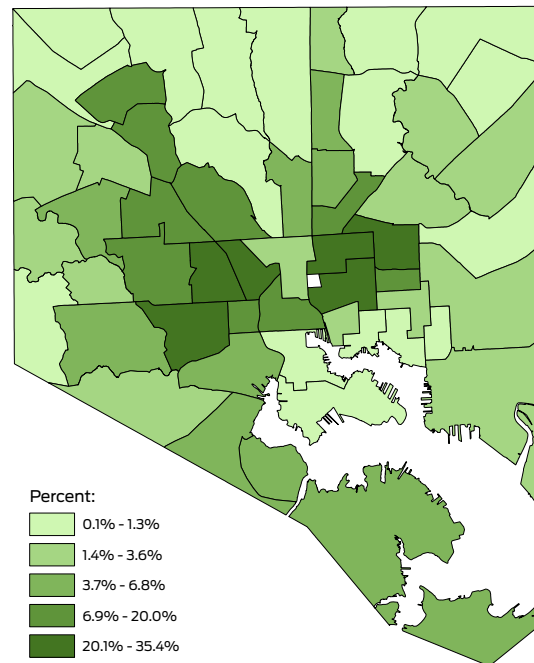 Percent:
0.1% - 1.3%
1.4% - 3.6%
3.7% - 6.8%
6.9% - 20.0%
20.1% - 35.4%